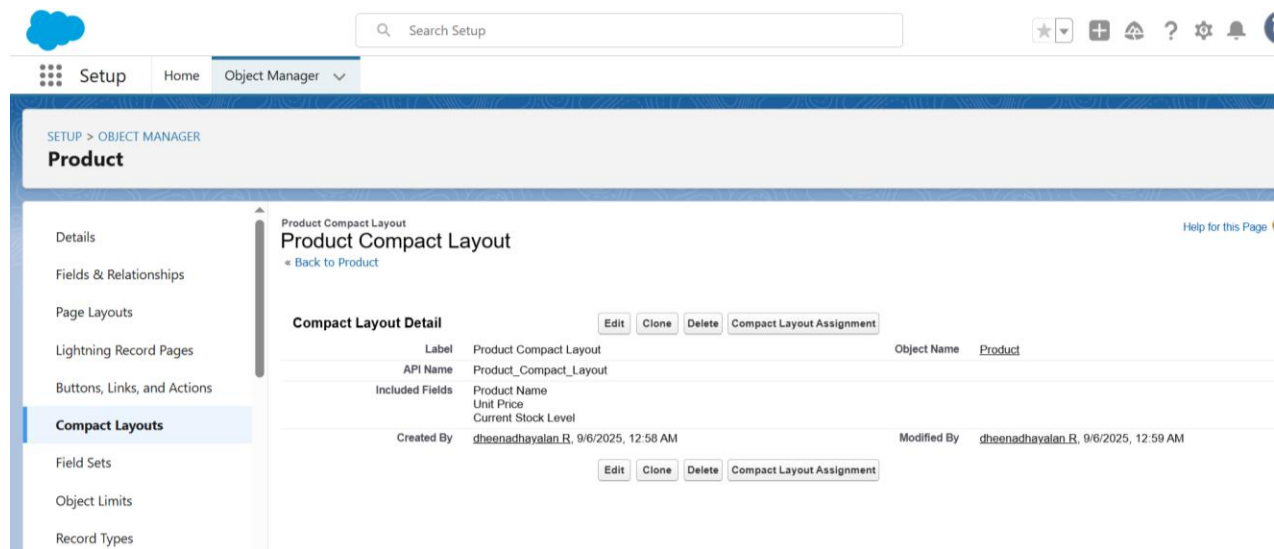 Search Setup
Setup Home Object Manager
SETUP > OBJECT MANAGER
Product
Details
Fields & Relationships
Page Layouts
Lightning Record Pages
Buttons, Links, and Actions
Compact Layouts
Field Sets
Object Limits
Record Types
Product Compact Layout
Product Compact Layout
« Back to Product
Help for this Page
Compact Layout Detail Edit Clone Delete Compact Layout Assignment
Label Product Compact Layout Object Name Product
API Name Product_Compact_Layout
Included Fields Product Name
Unit Price
Current Stock Level
Created By dheenadhayalan R, 9/6/2025, 12:58 AM Modified By dheenadhayalan R, 9/6/2025, 12:59 AM
Edit Clone Delete Compact Layout Assignment